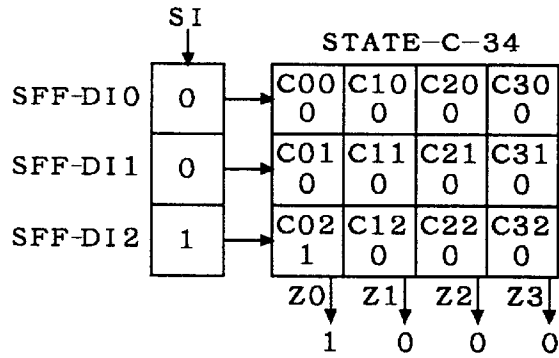 SI
STATE-C-34
SFF-DI0 0 C00 C10 C20 C30
0 0 0 0
SFF-DI1 0 C01 C11 C21 C31
0 0 0 0
SFF-DI2 1 C02 C12 C22 C32
1 0 0 0
Z0 Z1 Z2 Z3
1 0 0 0